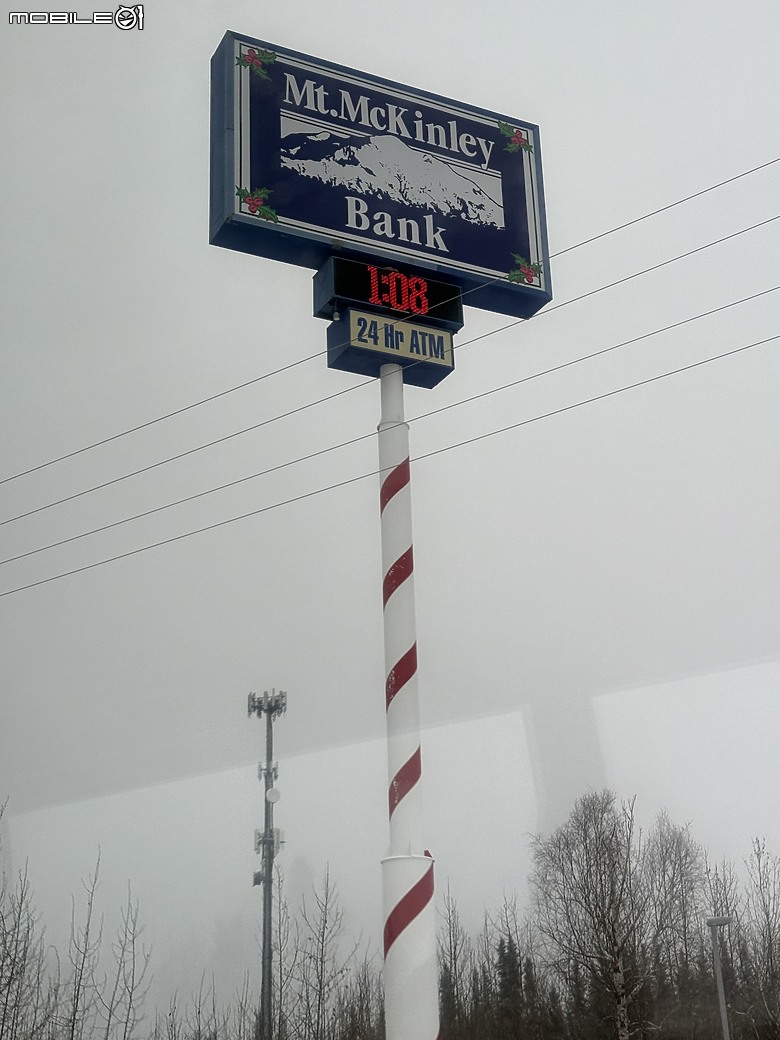 MOBILE01
Mt. McKinley
Bank
1:08
24 Hr ATM